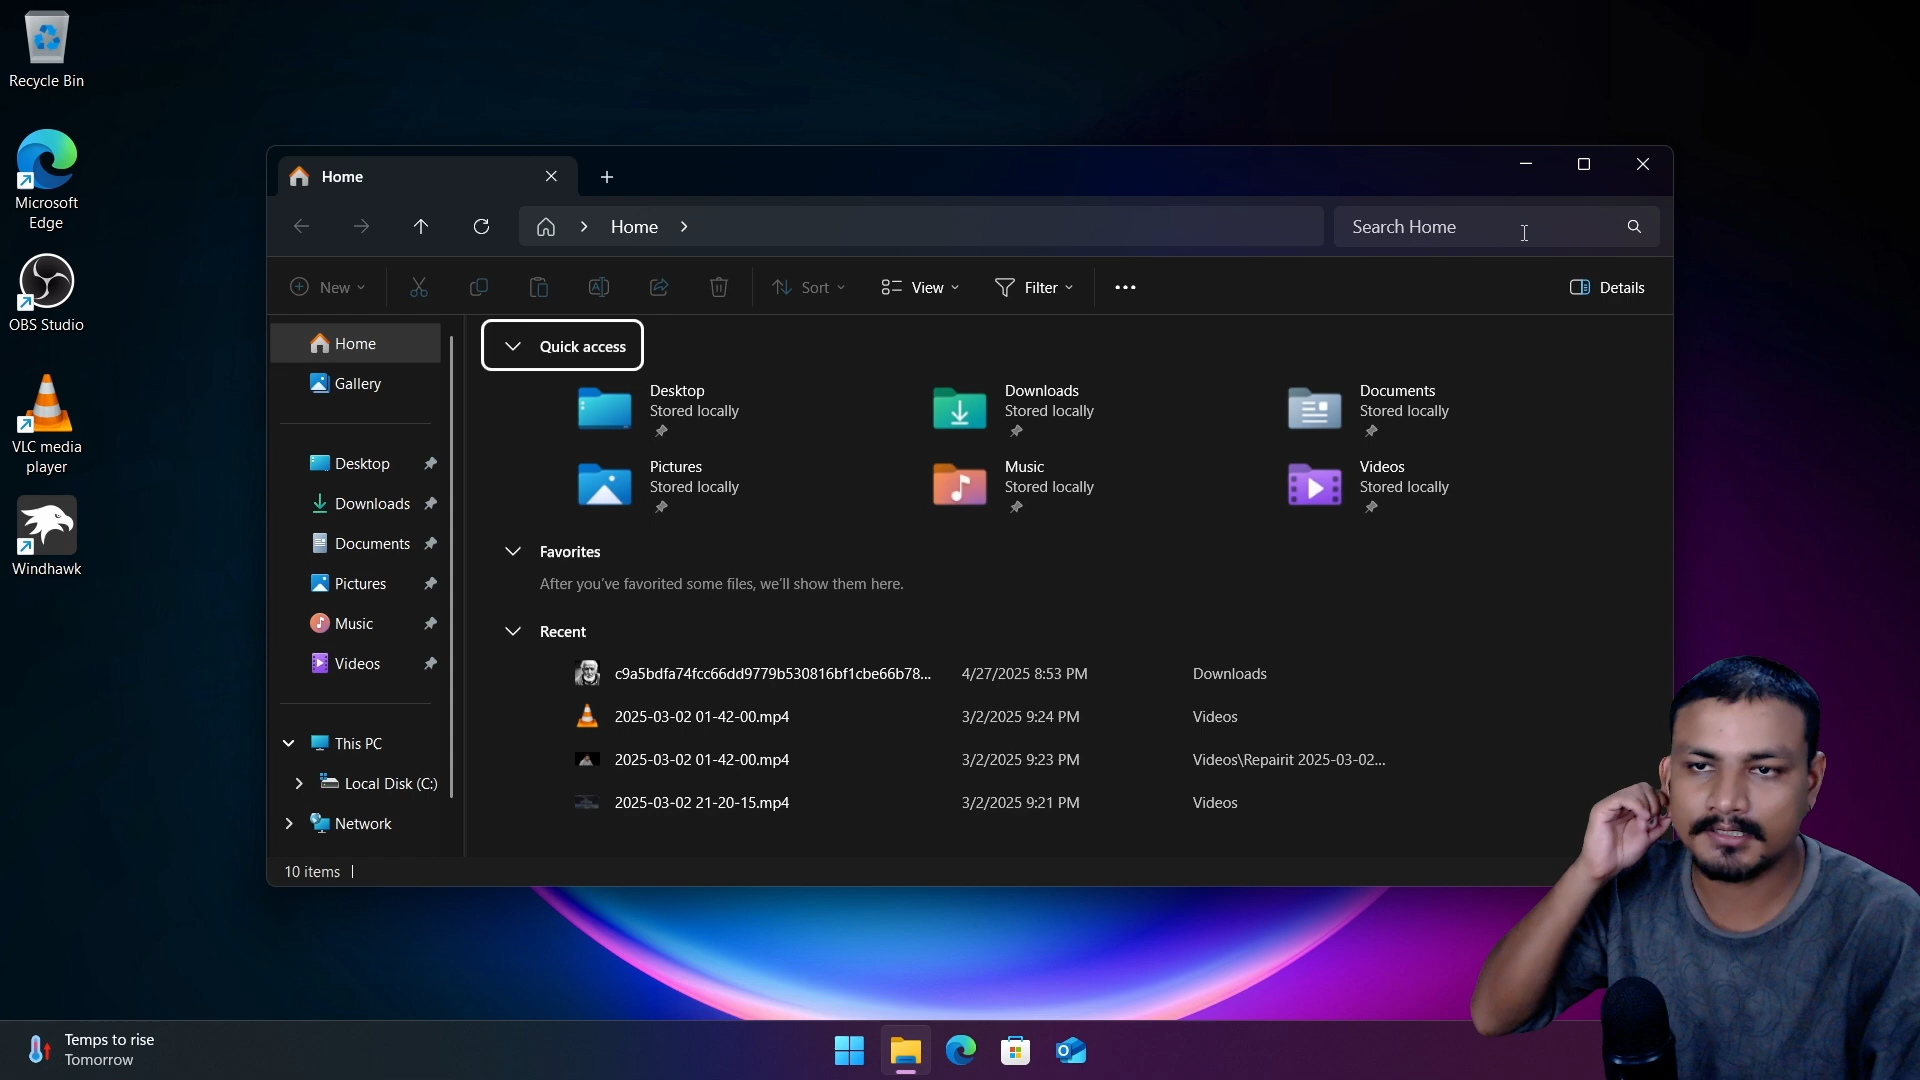 Recycle Bin
Microsoft
Edge
OBS Studio
VLC media
player
Windhawk
Home
Home
Search Home
New
Sort
View
Filter
Details
Home
Gallery
Desktop
Downloads
Documents
Pictures
Music
Videos
This PC
Local Disk (C:)
Network
Quick access
Desktop
Stored locally
Downloads
Stored locally
Documents
Stored locally
Pictures
Stored locally
Music
Stored locally
Videos
Stored locally
Favorites
After you've favorited some files, we'll show them here.
Recent
c9a5bdfa74fcc66dd9779b530816bf1cbe66b78... 4/27/2025 8:53 PM Downloads
2025-03-02 01-42-00.mp4 3/2/2025 9:24 PM Videos
2025-03-02 01-42-00.mp4 3/2/2025 9:23 PM Videos\Repairit 2025-03-02...
2025-03-02 21-20-15.mp4 3/2/2025 9:21 PM Videos
10 items
Temps to rise
Tomorrow